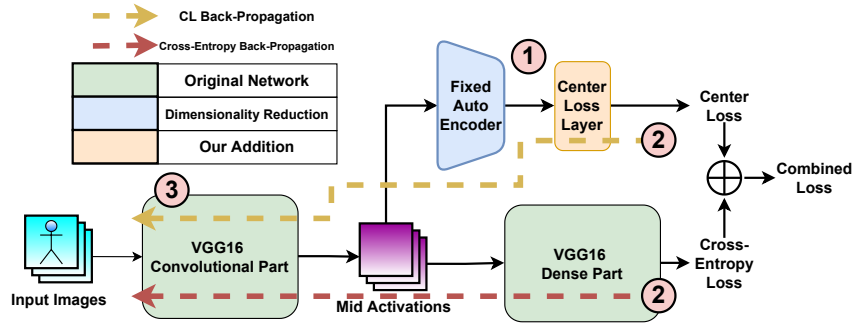 CL Back-Propagation
Cross-Entropy Back-Propagation
Original Network
Dimensionality Reduction
Our Addition
Fixed
Auto
Encoder
1
Center
Loss
Layer
2
Center
Loss
Combined
Loss
3
VGG16
Convolutional Part
Input Images
Mid Activations
VGG16
Dense Part
2
Cross-
Entropy
Loss